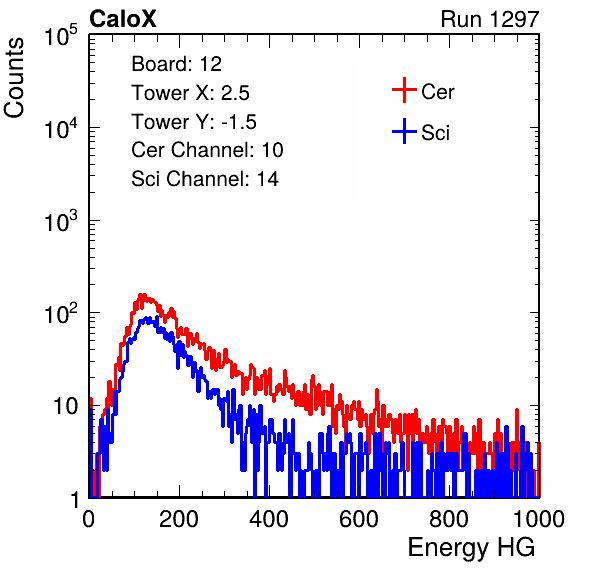 CaloX Run 1297
Counts
10^5
10^4
10^3
10^2
10
1
Board: 12
Tower X: 2.5
Tower Y: -1.5
Cer Channel: 10
Sci Channel: 14
Cer
Sci
0 200 400 600 800 1000
Energy HG